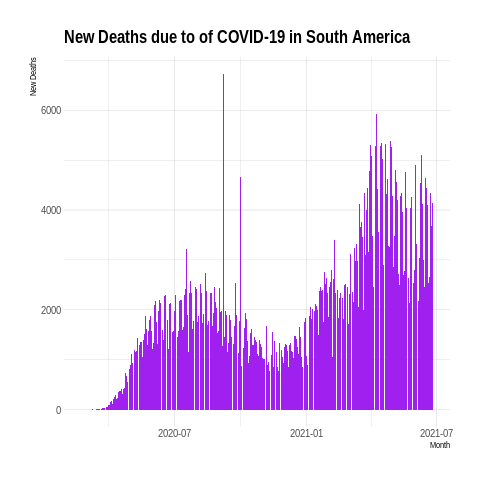 New Deaths due to of COVID-19 in South America
New Deaths
6000
4000
2000
0
2020-07
2021-01
2021-07
Month